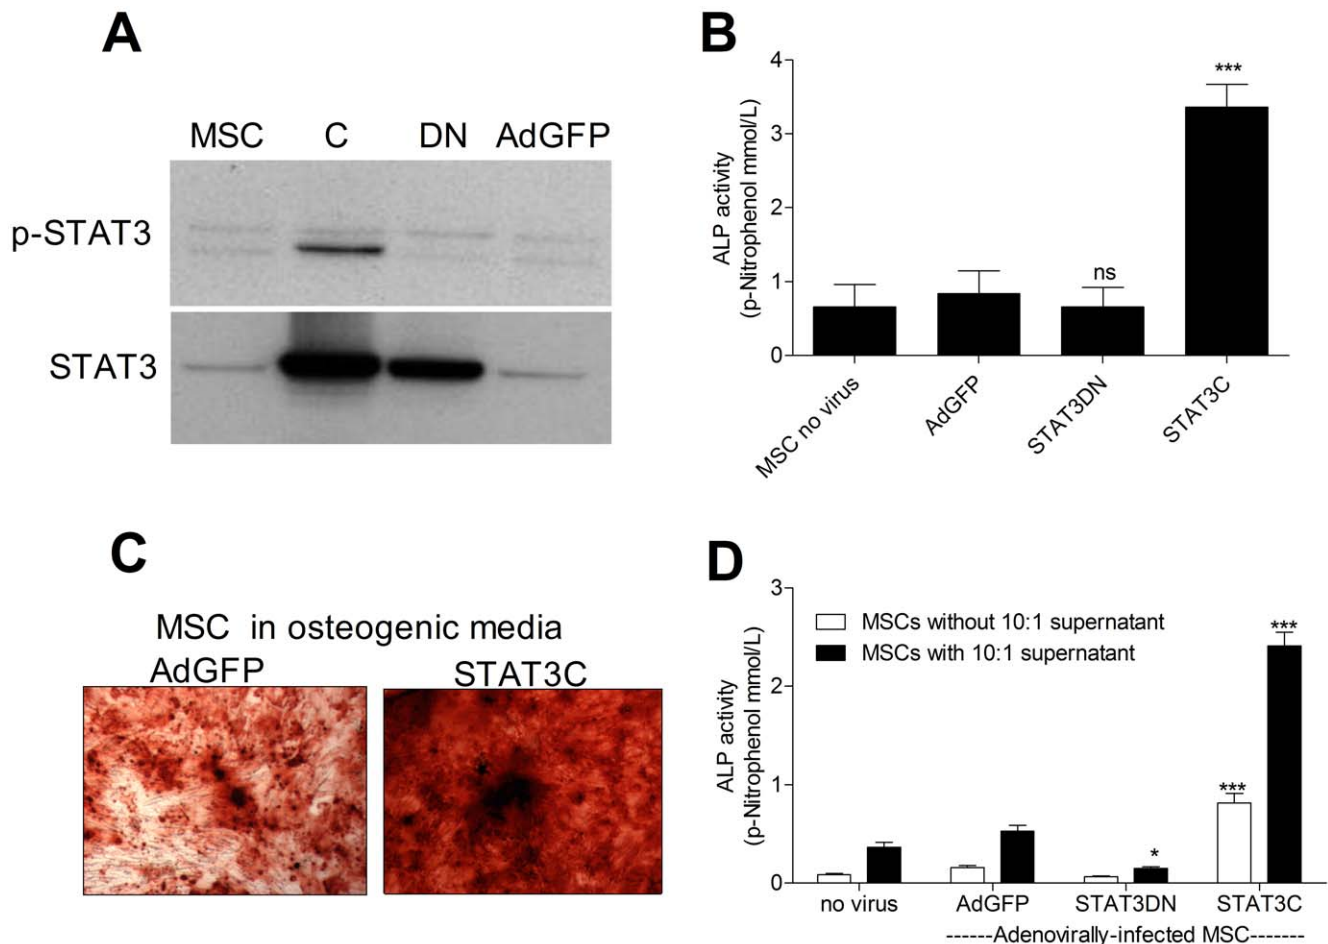 A
MSC C DN AdGFP
p-STAT3
STAT3
B
ALP activity
(p-Nitrophenol mmol/L)
4
3
2
1
0
ns
***
MSC no virus
AdGFP
STAT3DN
STAT3C
C
MSC in osteogenic media
AdGFP STAT3C
D
ALP activity
(p-Nitrophenol mmol/L)
3
2
1
0
MSCs without 10:1 supernatant
MSCs with 10:1 supernatant
*
***
***
no virus AdGFP STAT3DN STAT3C
------Adenovirally-infected MSC-------